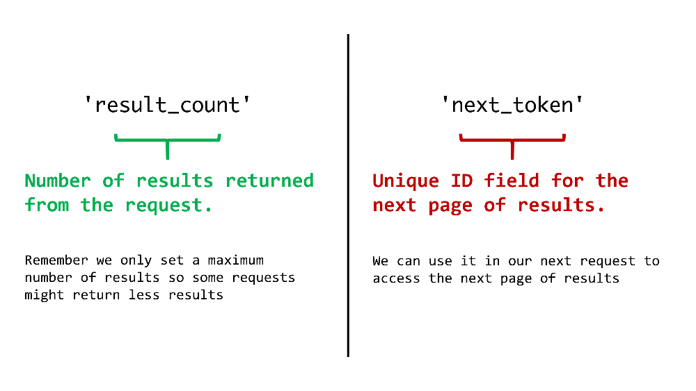 'result_count'
Number of results returned
from the request.
Remember we only set a maximum
number of results so some requests
might return less results
'next_token'
Unique ID field for the
next page of results.
We can use it in our next request to
access the next page of results